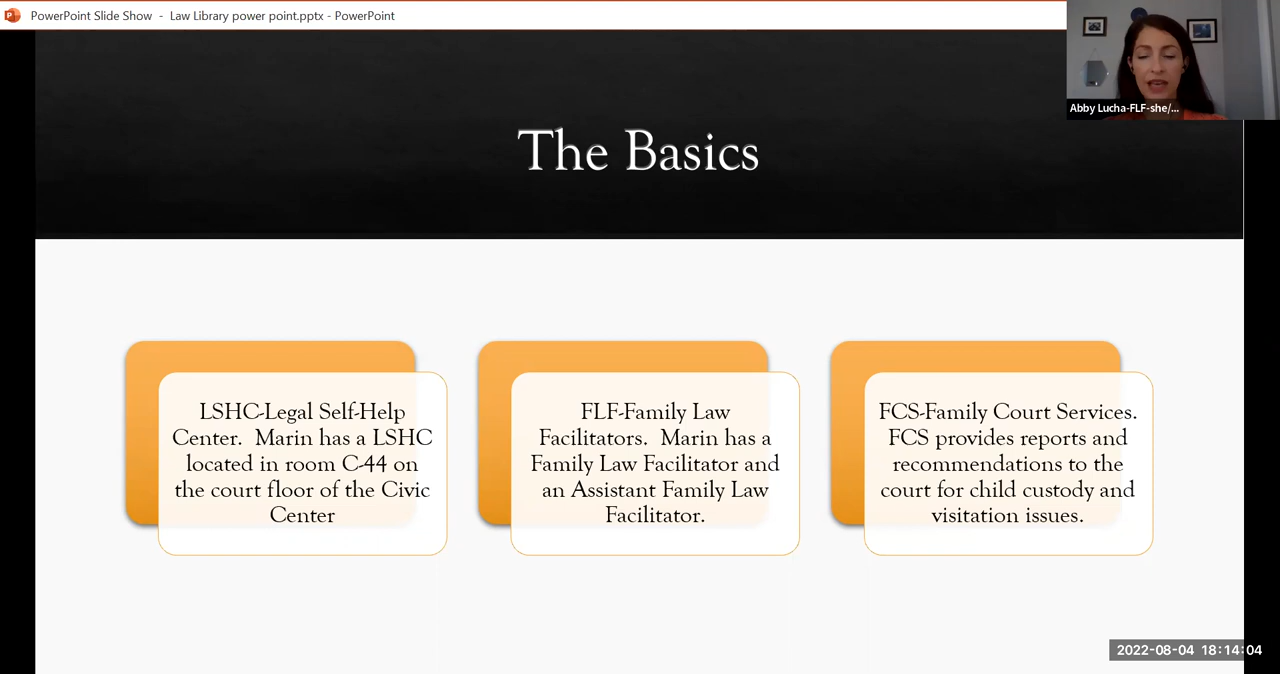 PowerPoint Slide Show - Law Library power point.pptx - PowerPoint
Abby Lucha-FLF-she/...
The Basics
LSHC-Legal Self-Help
Center. Marin has a LSHC
located in room C-44 on
the court floor of the Civic
Center
FLF-Family Law
Facilitators. Marin has a
Family Law Facilitator and
an Assistant Family Law
Facilitator.
FCS-Family Court Services.
FCS provides reports and
recommendations to the
court for child custody and
visitation issues.
2022-08-04 18:14:04